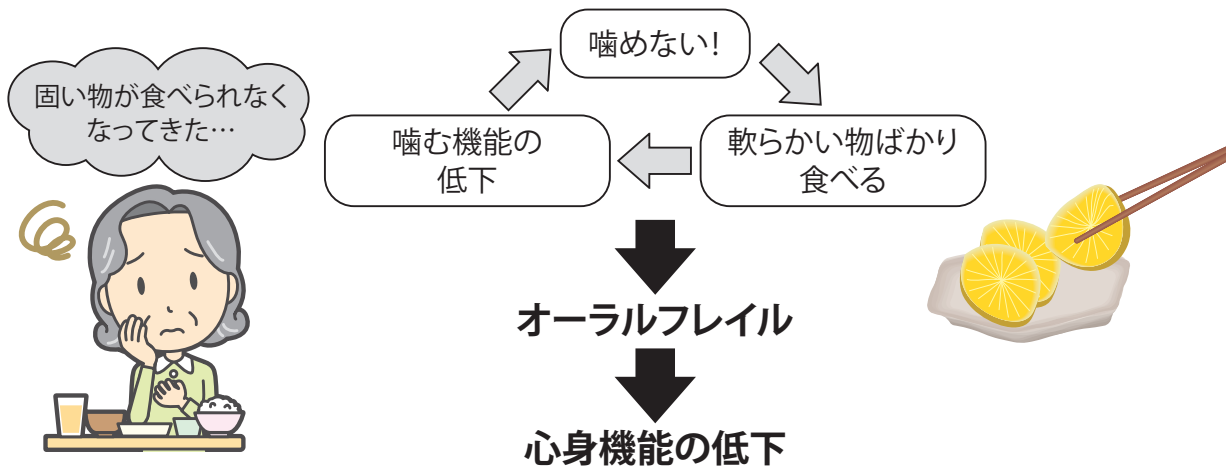 噛めない！
固い物が食べられなく
なってきた…
噛む機能の
低下
軟らかい物ばかり
食べる
オーラルフレイル
心身機能の低下